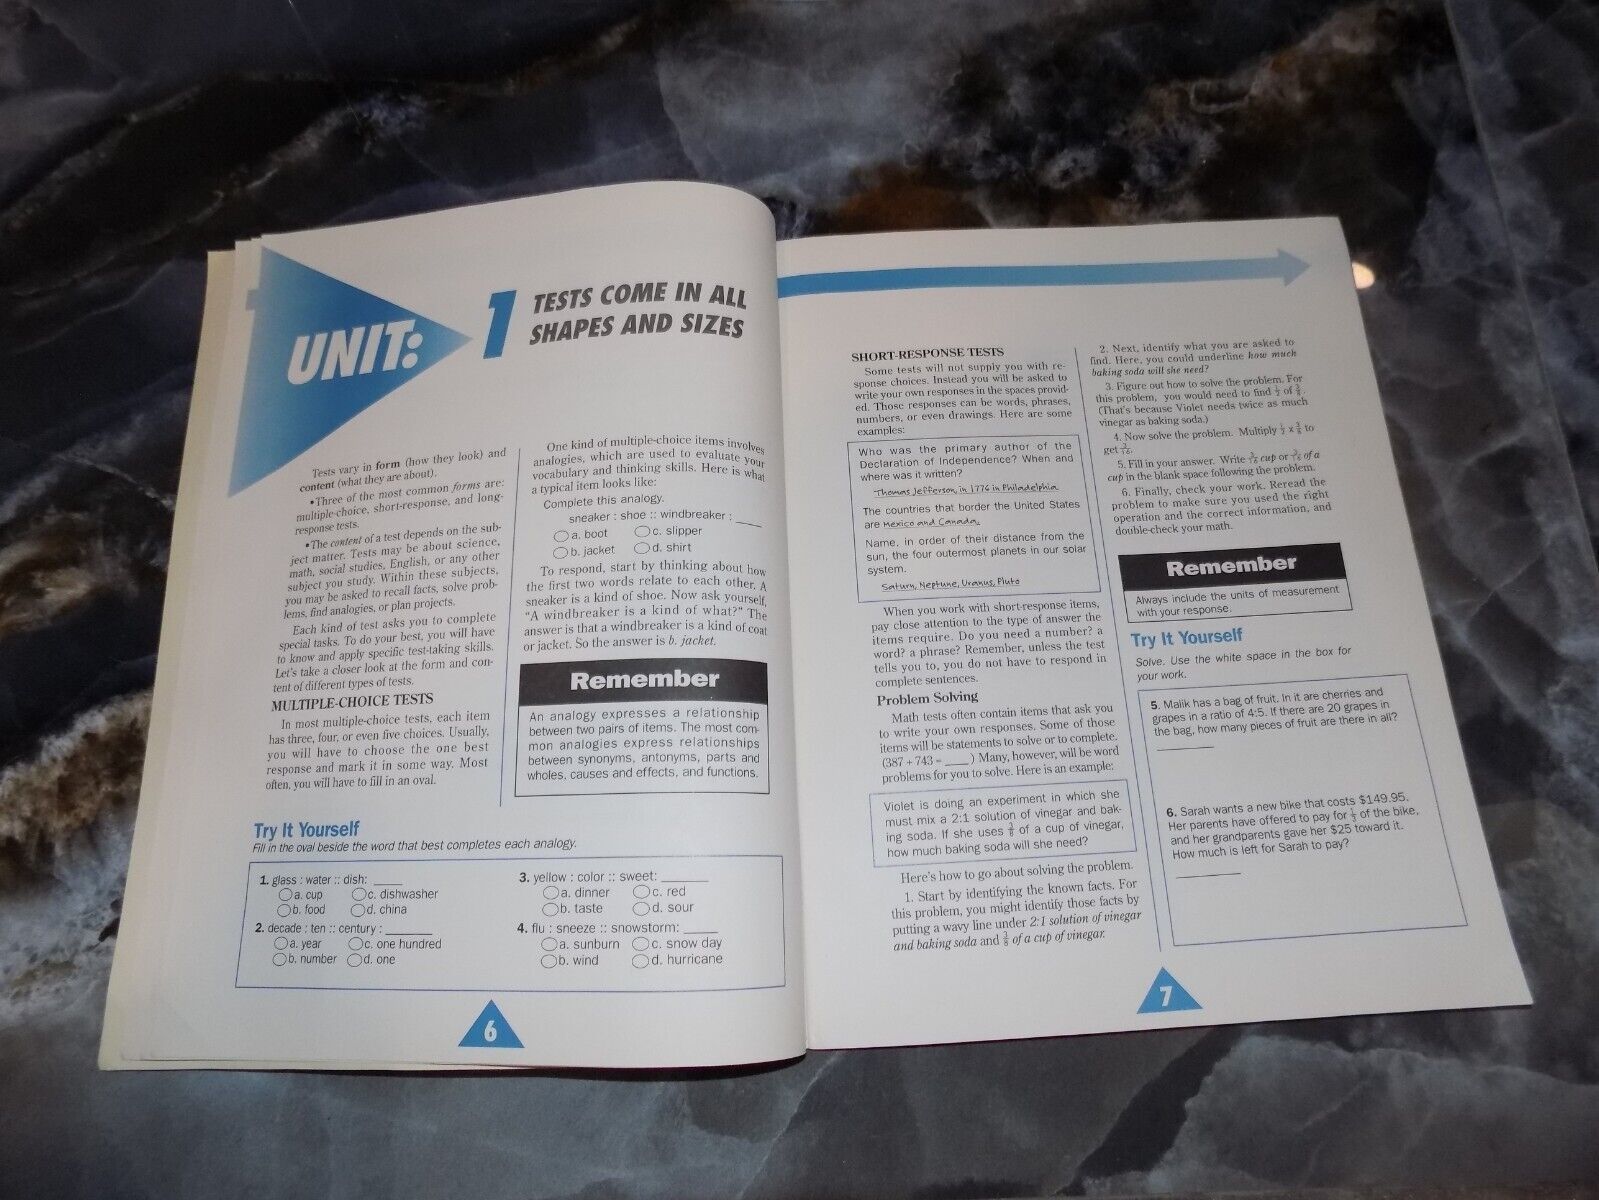 UNIT: 1
TESTS COME IN ALL
SHAPES AND SIZES
Tests vary in form (how they look) and
content (what they are about).
•Three of the most common forms are:
multiple-choice, short-response, and long-
response tests.
•The content of a test depends on the sub-
ject matter. Tests may be about science,
math, social studies, English, or any other
subject you study. Within these subjects,
you may be asked to recall facts, solve prob-
lems, find analogies, or plan projects.
Each kind of test asks you to complete
special tasks. To do your best, you will have
to know and apply specific test-taking skills.
Let's take a closer look at the form and con-
tent of different types of tests.
MULTIPLE-CHOICE TESTS
In most multiple-choice tests, each item
has three, four, or even five choices. Usually,
you will have to choose the one best
response and mark it in some way. Most
often, you will have to fill in an oval.
One kind of multiple-choice items involves
analogies, which are used to evaluate your
vocabulary and thinking skills. Here is what
a typical item looks like:
Complete this analogy.
sneaker : shoe :: windbreaker : ____
a. boot c. slipper
b. jacket d. shirt
To respond, start by thinking about how
the first two words relate to each other. A
sneaker is a kind of shoe. Now ask yourself,
"A windbreaker is a kind of what?" The
answer is that a windbreaker is a kind of coat
or jacket. So the answer is b. jacket.
Remember
An analogy expresses a relationship
between two pairs of items. The most com-
mon analogies express relationships
between synonyms, antonyms, parts and
wholes, causes and effects, and functions.
Try It Yourself
Fill in the oval beside the word that best completes each analogy.
1. glass : water :: dish: ____
a. cup c. dishwasher
b. food d. china
2. decade : ten :: century : ____
a. year c. one hundred
b. number d. one
3. yellow : color :: sweet: ____
a. dinner c. red
b. taste d. sour
4. flu : sneeze :: snowstorm: ____
a. sunburn c. snow day
b. wind d. hurricane
6
SHORT-RESPONSE TESTS
Some tests will not supply you with re-
sponse choices. Instead you will be asked to
write your own responses in the spaces provid-
ed. Those responses can be words, phrases,
numbers, or even drawings. Here are some
examples:
Who was the primary author of the
Declaration of Independence? When and
where was it written?
Thomas Jefferson, in 1776 in Philadelphia
The countries that border the United States
are Mexico and Canada.
Name, in order of their distance from the
sun, the four outermost planets in our solar
system.
Saturn, Neptune, Uranus, Pluto
When you work with short-response items,
pay close attention to the type of answer the
items require. Do you need a number? a
word? a phrase? Remember, unless the test
tells you to, you do not have to respond in
complete sentences.
Problem Solving
Math tests often contain items that ask you
to write your own responses. Some of those
items will be statements to solve or to complete.
(387 + 743 = ____ ) Many, however, will be word
problems for you to solve. Here is an example:
Violet is doing an experiment in which she
must mix a 2:1 solution of vinegar and bak-
ing soda. If she uses 3/8 of a cup of vinegar,
how much baking soda will she need?
Here's how to go about solving the problem.
1. Start by identifying the known facts. For
this problem, you might identify those facts by
putting a wavy line under 2:1 solution of vinegar
and baking soda and 3/8 of a cup of vinegar.
2. Next, identify what you are asked to
find. Here, you could underline how much
baking soda will she need?
3. Figure out how to solve the problem. For
this problem, you would need to find 1/2 of 3/8.
(That's because Violet needs twice as much
vinegar as baking soda.)
4. Now solve the problem. Multiply 1/2 x 3/8 to
get 3/16.
5. Fill in your answer. Write 3/16 cup or 3/16 of a
cup in the blank space following the problem.
6. Finally, check your work. Reread the
problem to make sure you used the right
operation and the correct information, and
double-check your math.
Remember
Always include the units of measurement
with your response.
Try It Yourself
Solve. Use the white space in the box for
your work.
5. Malik has a bag of fruit. In it are cherries and
grapes in a ratio of 4:5. If there are 20 grapes in
the bag, how many pieces of fruit are there in all?
____
6. Sarah wants a new bike that costs $149.95.
Her parents have offered to pay for 1/3 of the bike,
and her grandparents gave her $25 toward it.
How much is left for Sarah to pay?
____
7